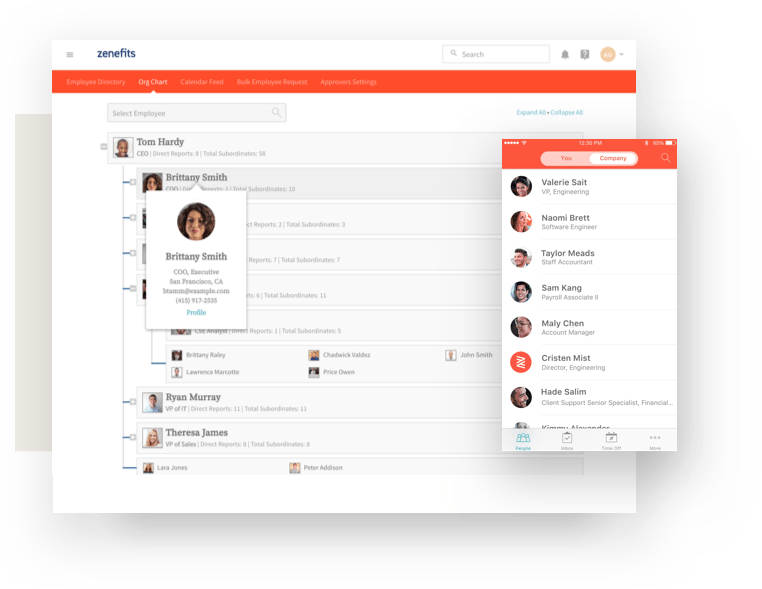 zenefits
Search
?
Employee Directory Org Chart Calendar Feed Bulk Employee Request Approvers Settings
Select Employee
Expand All • Collapse All
Tom Hardy
CEO | Direct Reports: 8 | Total Subordinates: 58
Brittany Smith
COO | Direct Reports: 1 | Total Subordinates: 10
Direct Reports: 2 | Total Subordinates: 3
Reports: 7 | Total Subordinates: 7
6 | Total Subordinates: 11
Brittany Smith
COO, Executive
San Francisco, CA
btamm@example.com
(415) 917-2535
Profile
CSE Analyst | Direct Reports: 1 | Total Subordinates: 5
Brittany Raley Chadwick Valdez John Smith
Lawrence Marcotte Price Owen
Ryan Murray
VP of IT | Direct Reports: 11 | Total Subordinates: 11
Theresa James
VP of Sales | Direct Reports: 8 | Total Subordinates: 8
Lara Jones Peter Addison
12:30 PM
You Company
Valerie Sait
VP, Engineering
Naomi Brett
Software Engineer
Taylor Meads
Staff Accountant
Sam Kang
Payroll Associate II
Maly Chen
Account Manager
Cristen Mist
Director, Engineering
Hade Salim
Client Support Senior Specialist, Financial...
Kimmy Alexander
People Inbox Time Off More